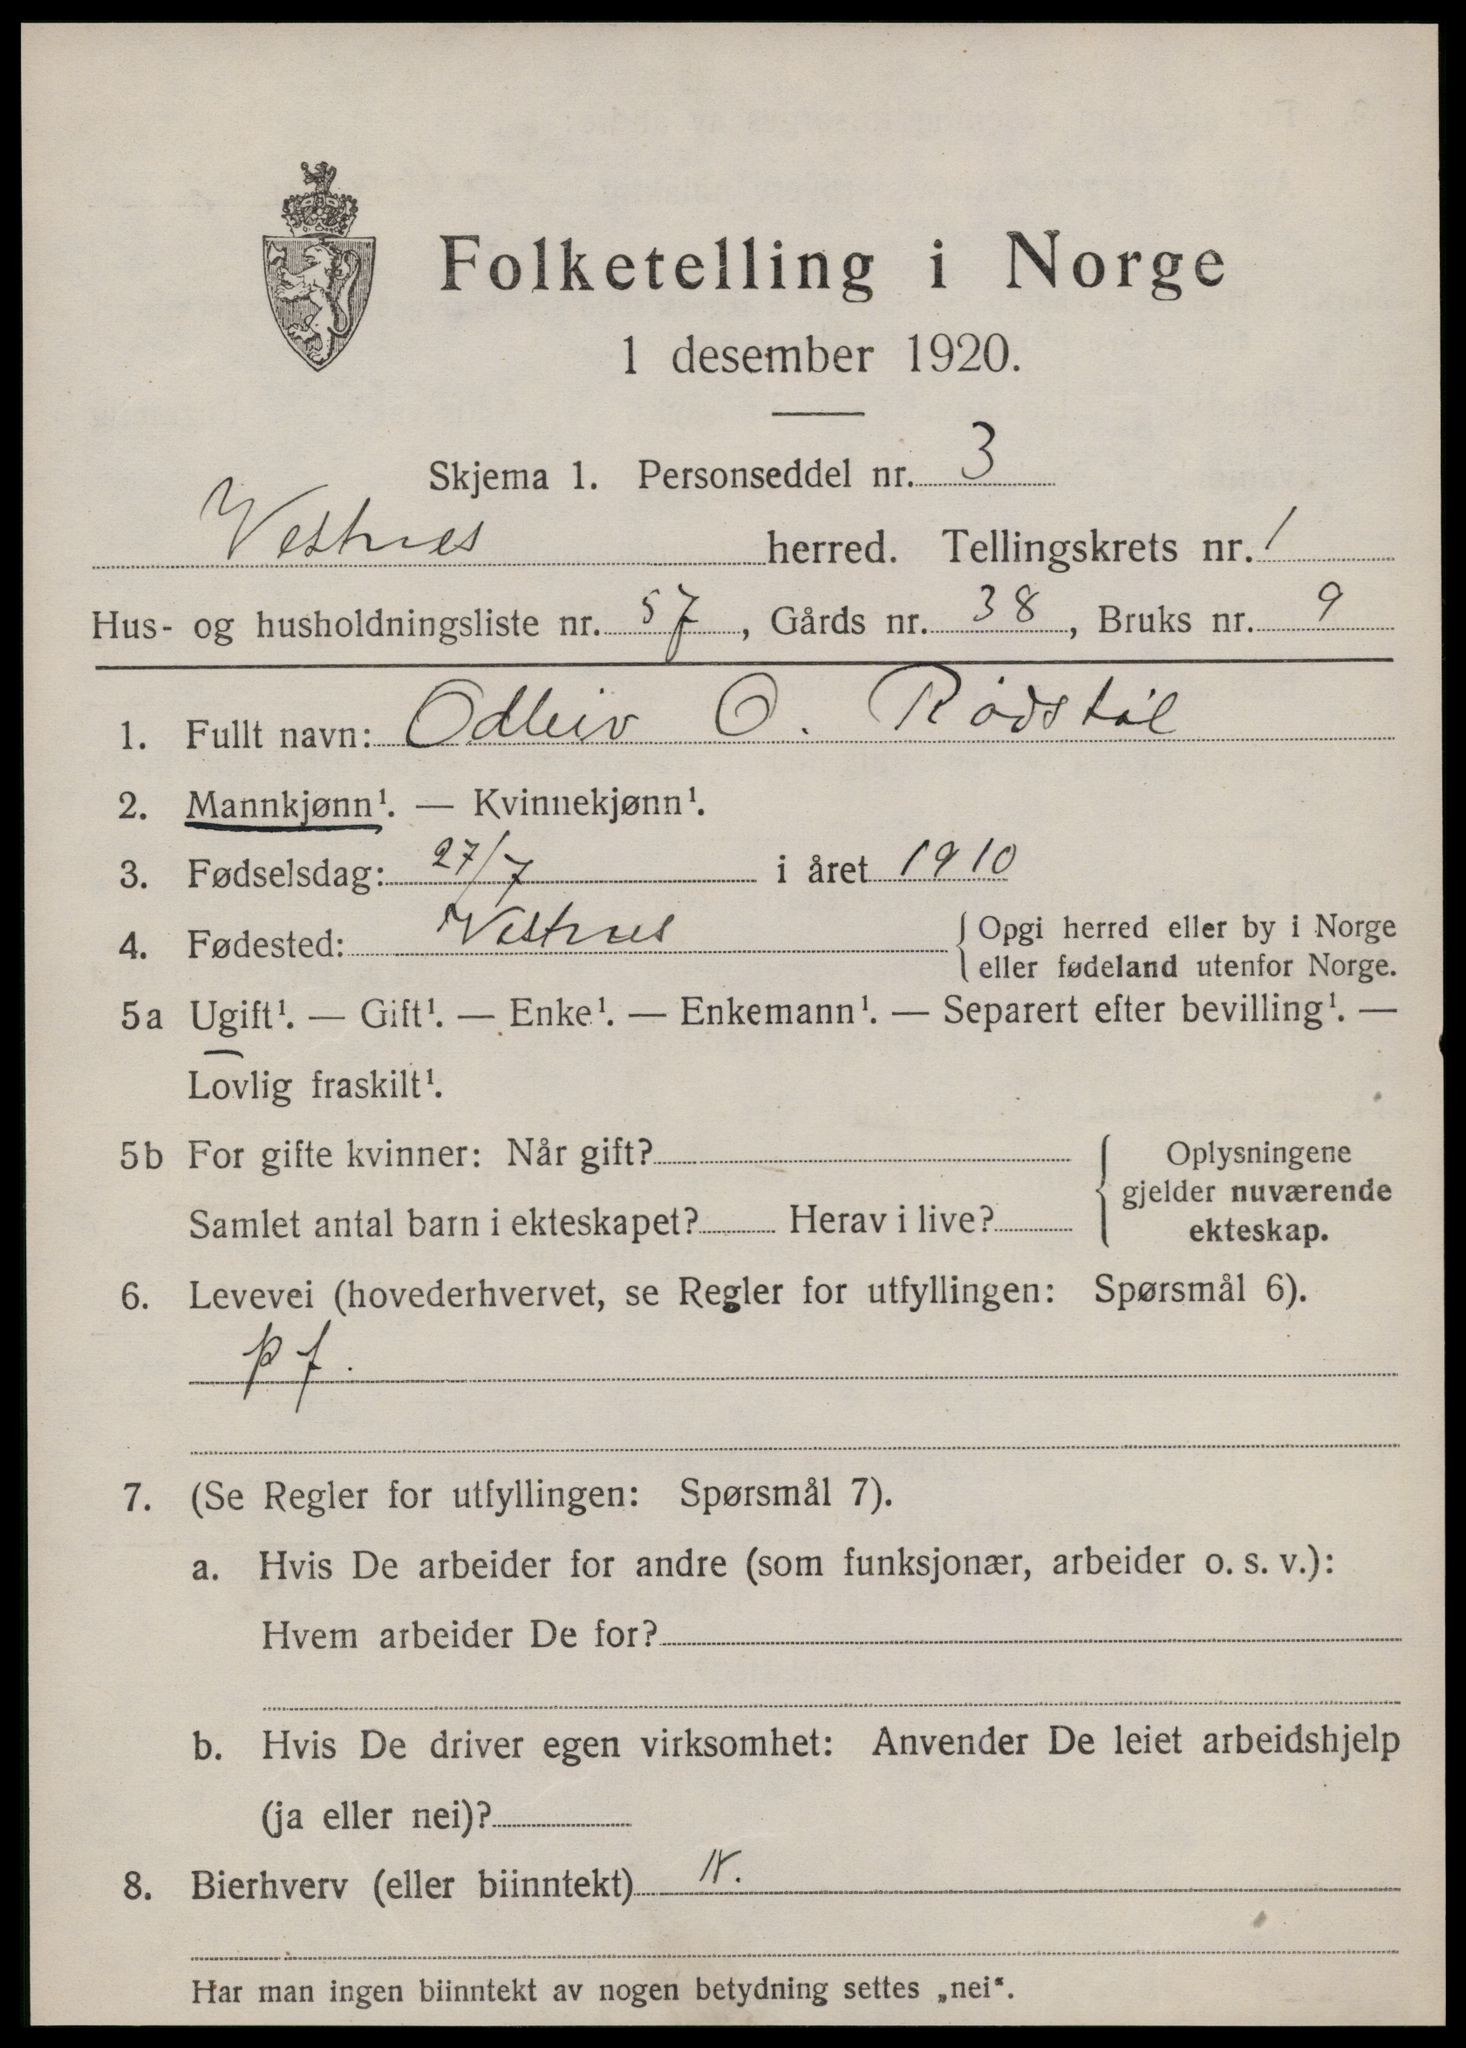 Folketelling i Norge
1 desember 1920.
Skjema 1. Personseddel nr. 3
Vestnes herred. Tellingskrets nr. 1
Hus- og husholdningsliste nr. 57, Gårds nr. 38, Bruks nr. 9
1. Fullt navn: Odleiv O. Rødstøl
2. Mannkjønn¹. — Kvinnekjønn¹.
3. Fødselsdag: 27/7 i året 1910
4. Fødested: Vestnes { Opgi herred eller by i Norge
eller fødeland utenfor Norge.
5a Ugift¹. — Gift¹. — Enke¹. — Enkemann¹. — Separert efter bevilling¹. —
Lovlig fraskilt¹.
5b For gifte kvinner: Når gift?
Samlet antal barn i ekteskapet? Herav i live?
{ Oplysningene
gjelder nuværende
ekteskap.
6. Levevei (hovederhvervet, se Regler for utfyllingen: Spørsmål 6).
p f.
7. (Se Regler for utfyllingen: Spørsmål 7).
a. Hvis De arbeider for andre (som funksjonær, arbeider o. s. v.):
Hvem arbeider De for?
b. Hvis De driver egen virksomhet: Anvender De leiet arbeidshjelp
(ja eller nei)?
8. Bierhverv (eller biinntekt) N.
Har man ingen biinntekt av nogen betydning settes „nei“.